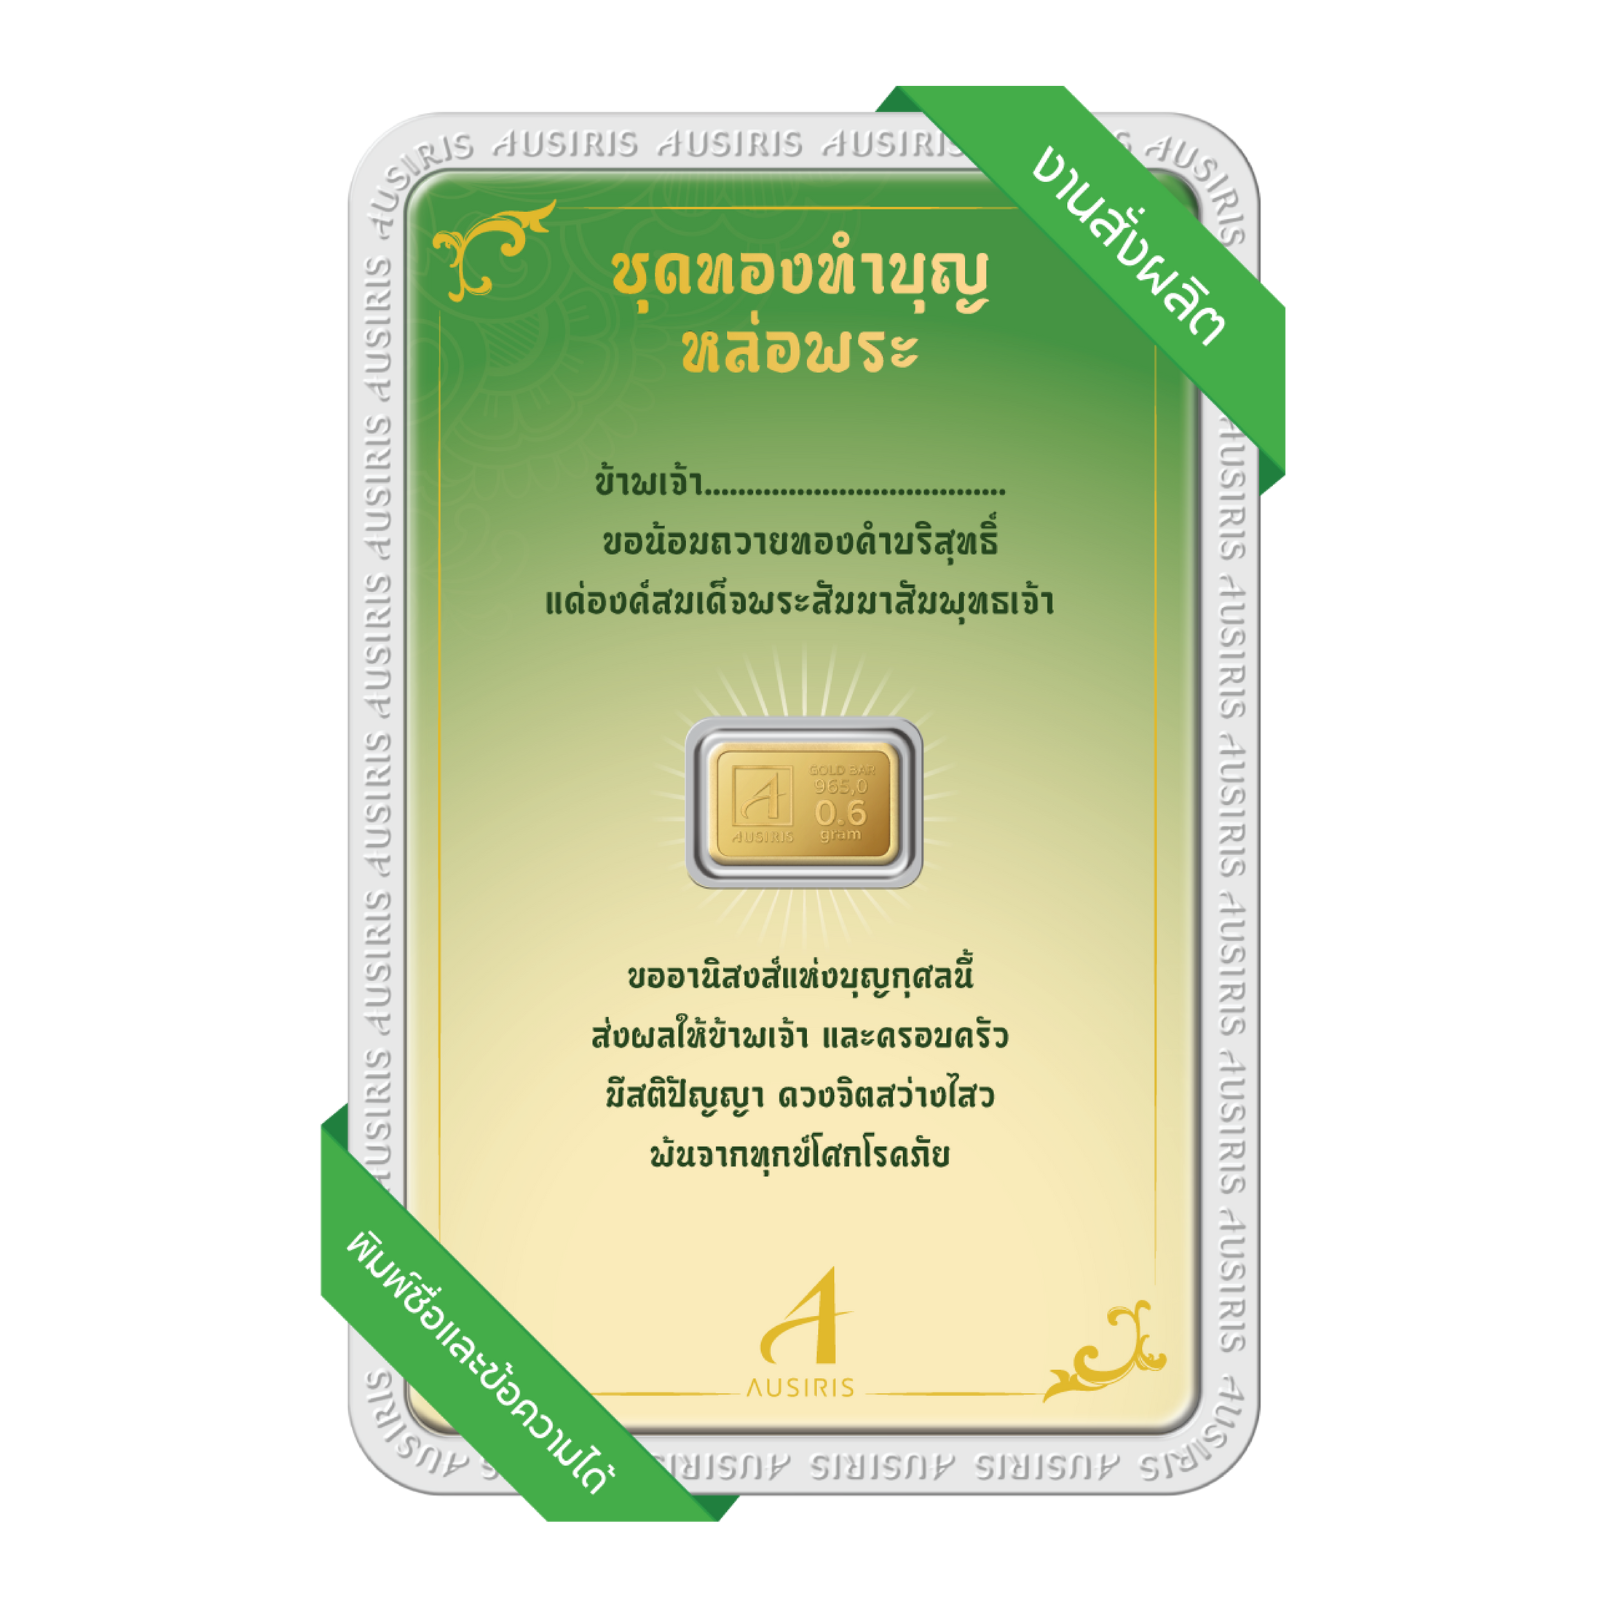 AUSIRIS AUSIRIS AUSIRIS AUSIRIS AUSIRIS
งานสั่งผลิต
ชุดทองทำบุญ
หล่อพระ
ข้าพเจ้า....................................
ขอน้อมถวายทองคำบริสุทธิ์
แด่องค์สมเด็จพระสัมมาสัมพุทธเจ้า
GOLD BAR
965,0
0.6
gram
AUSIRIS
ขออานิสงส์แห่งบุญกุศลนี้
ส่งผลให้ข้าพเจ้า และครอบครัว
มีสติปัญญา ดวงจิตสว่างไสว
พ้นจากทุกข์โศกโรคภัย
พิมพ์ชื่อและข้อความได้
AUSIRIS